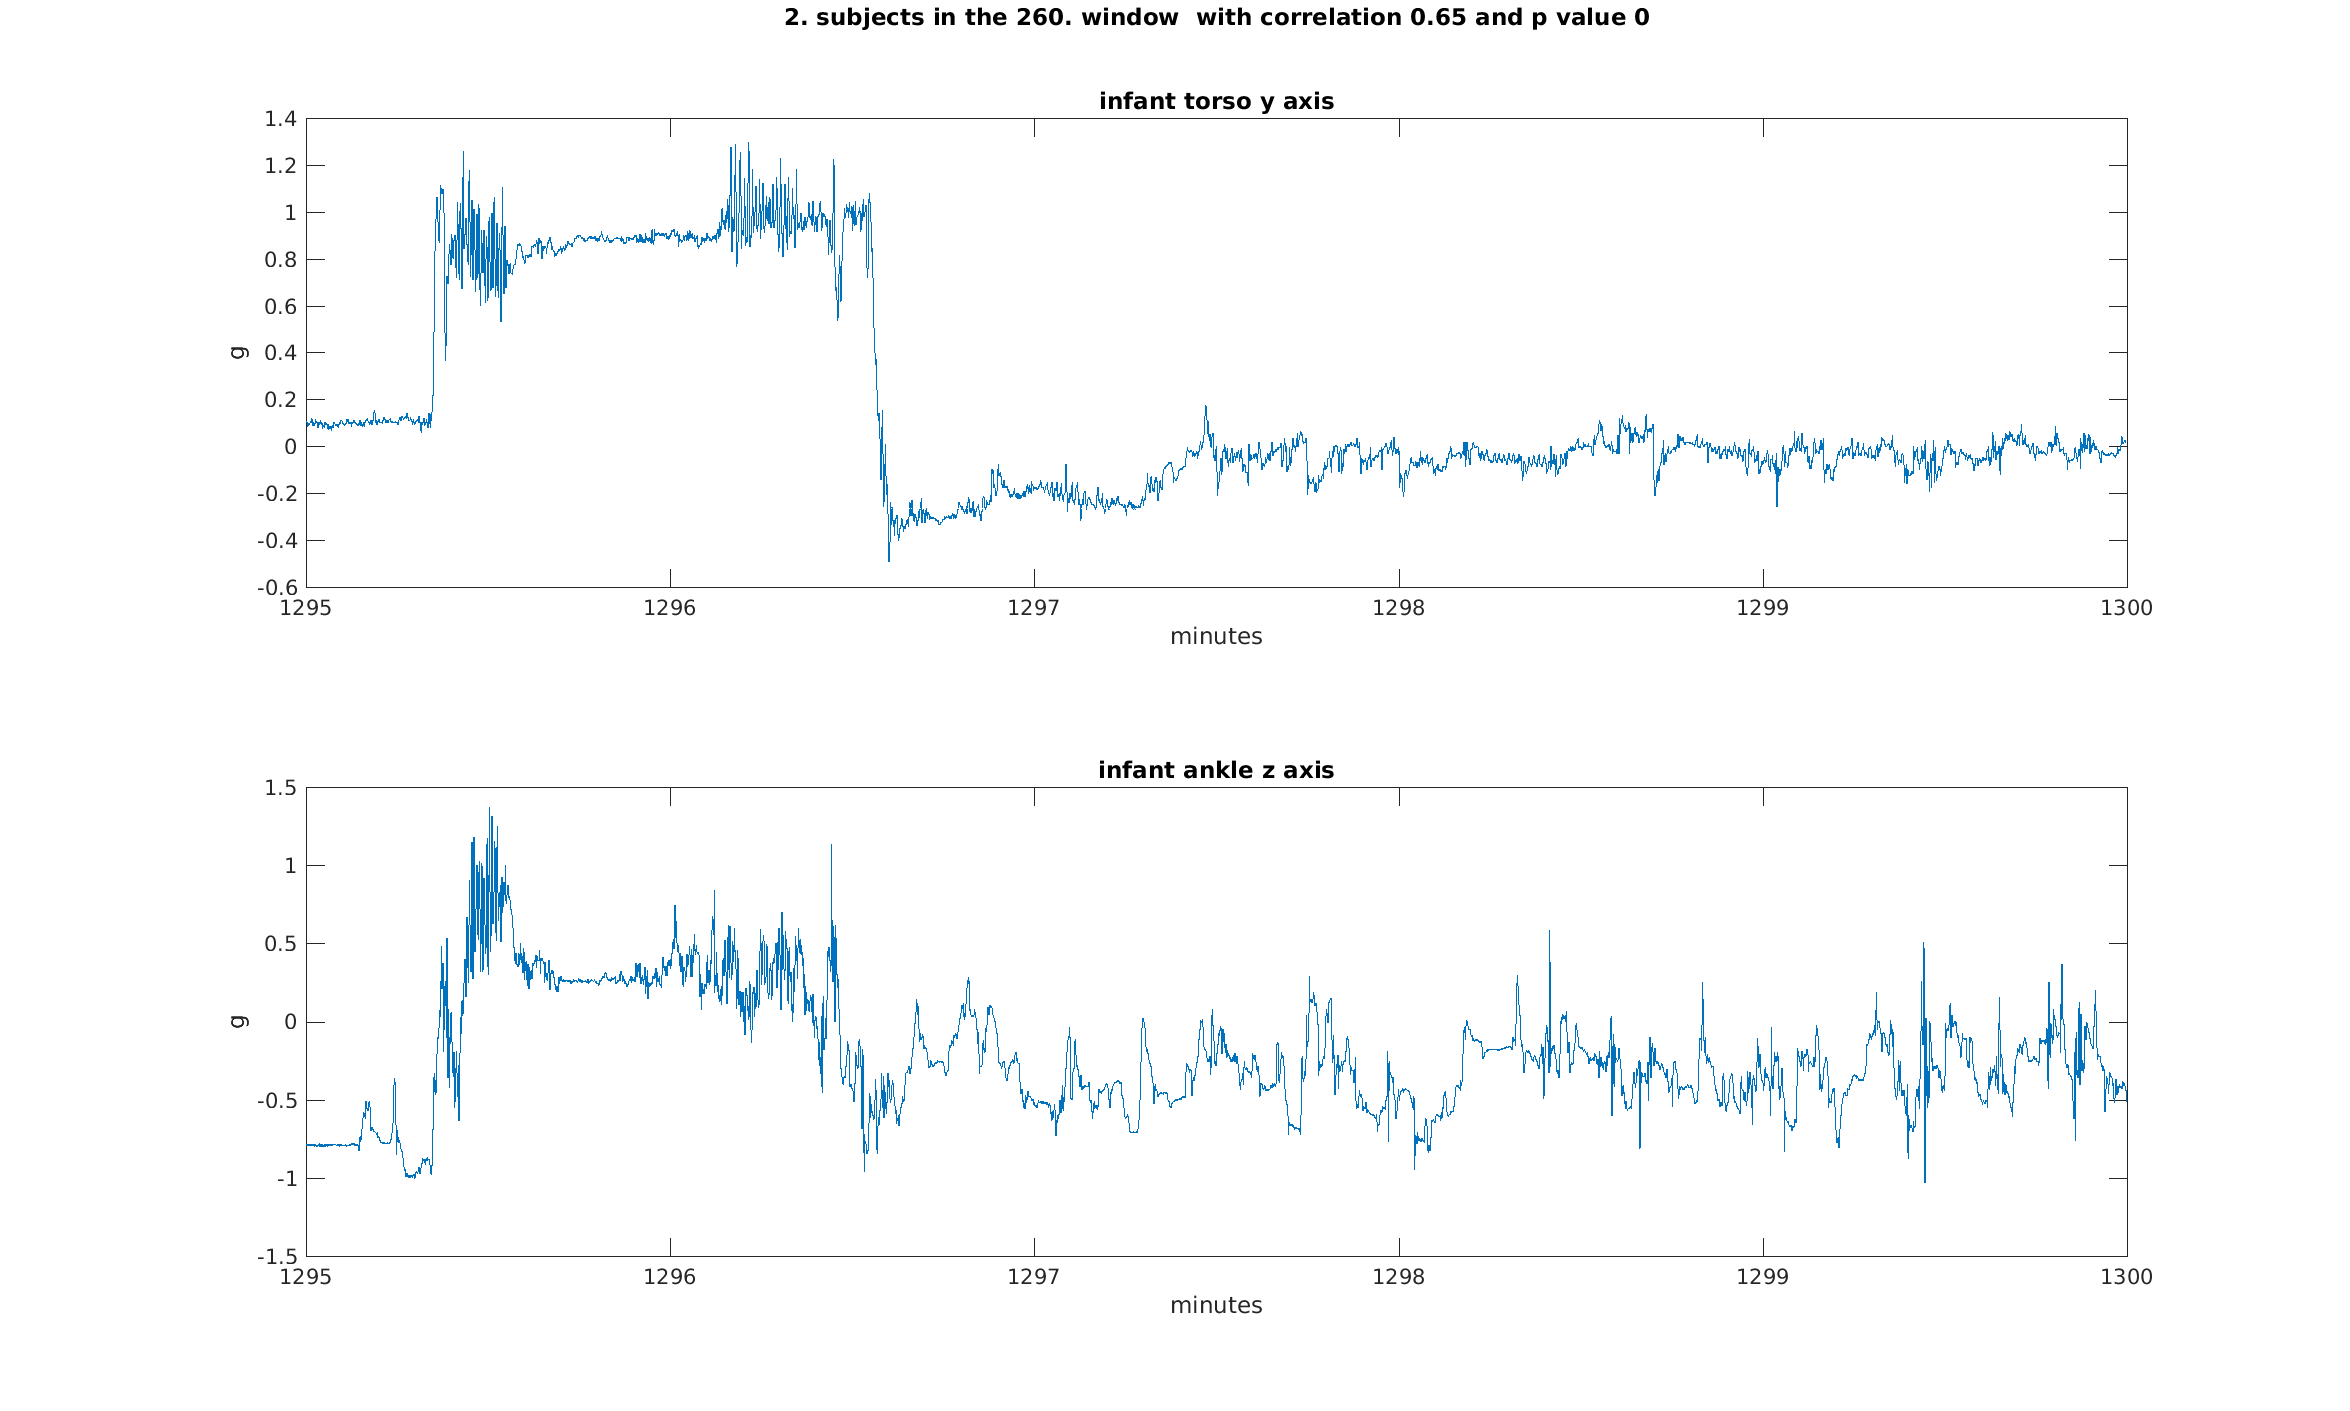 2. subjects in the 260. window  with correlation 0.65 and p value 0
infant torso y axis
1.4
1.2
1
0.8
0.6
0.4
0.2
0
-0.2
-0.4
-0.6
g
1295 1296 1297 1298 1299 1300
minutes
infant ankle z axis
1.5
1
0.5
0
-0.5
-1
-1.5
g
1295 1296 1297 1298 1299 1300
minutes